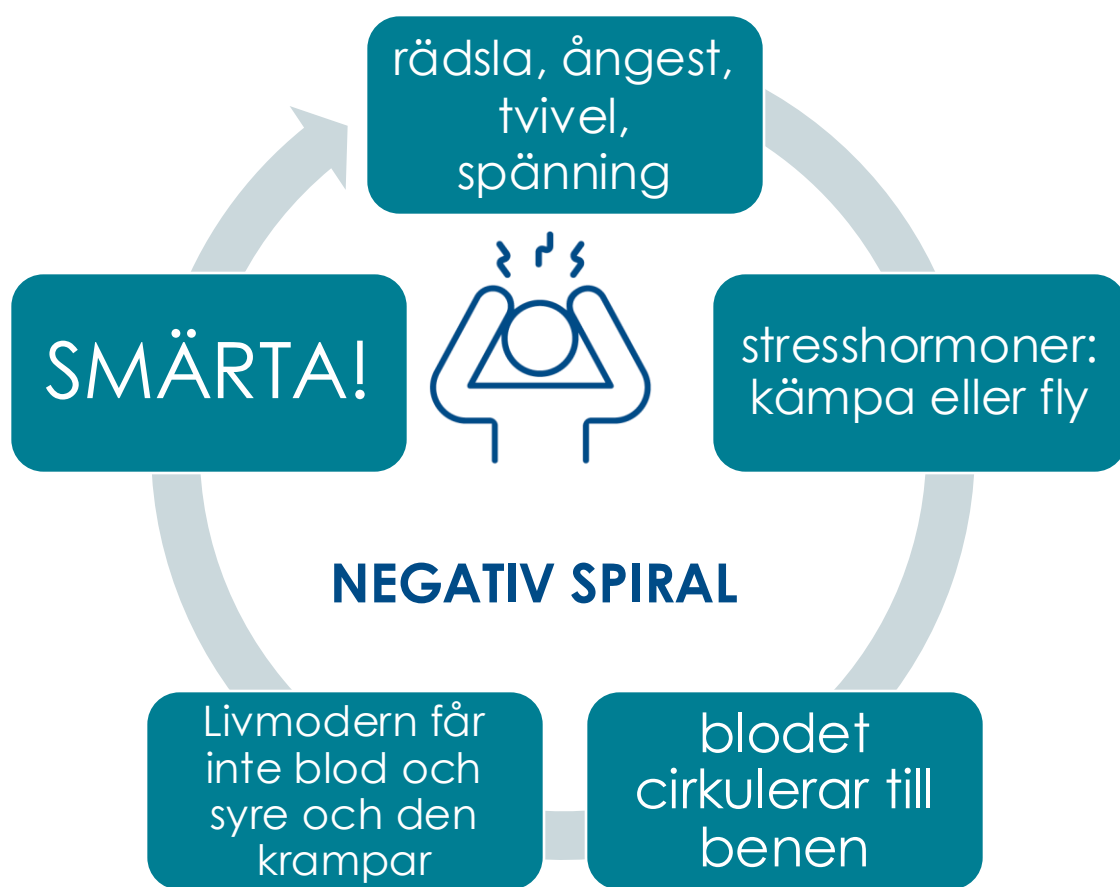 rädsla, ångest,
tvivel,
spänning
stresshormoner:
kämpa eller fly
blodet
cirkulerar till
benen
Livmodern får
inte blod och
syre och den
krampar
SMÄRTA!
NEGATIV SPIRAL